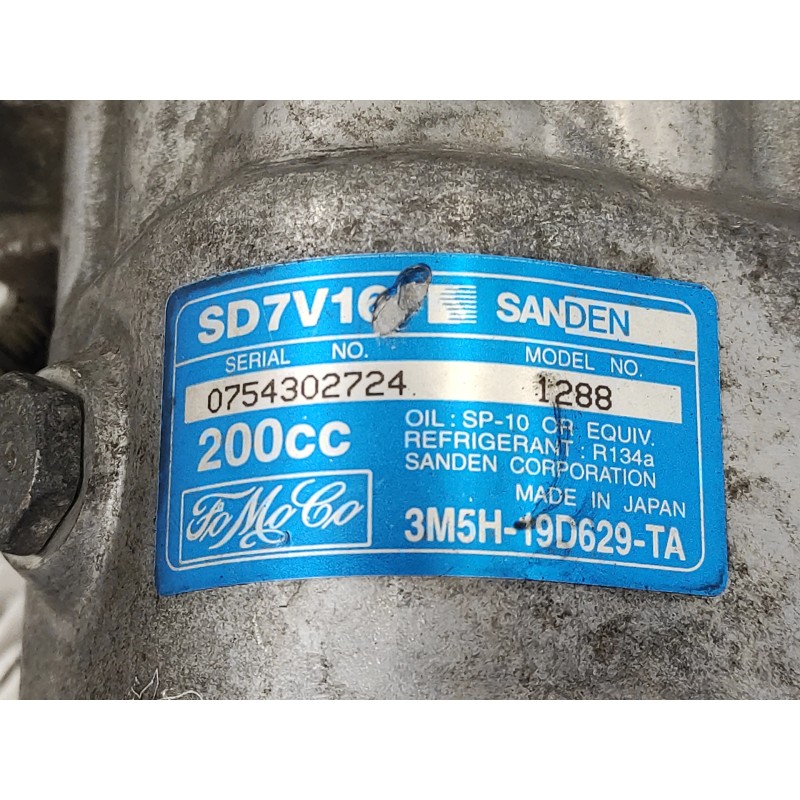 SD7V16 SANDEN
SERIAL NO. MODEL NO.
0754302724 1288
200cc
OIL : SP-10 OR EQUIV.
REFRIGERANT : R134a
SANDEN CORPORATION
MADE IN JAPAN
FoMoCo
3M5H-19D629-TA